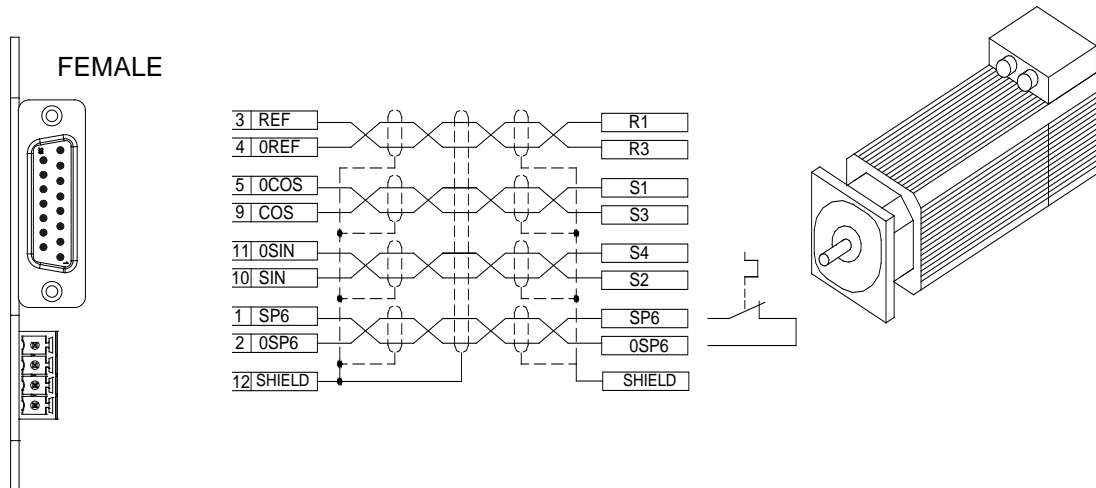 FEMALE
3 REF R1
4 0REF R3
5 0COS S1
9 COS S3
11 0SIN S4
10 SIN S2
1 SP6 SP6
2 0SP6 0SP6
12 SHIELD SHIELD